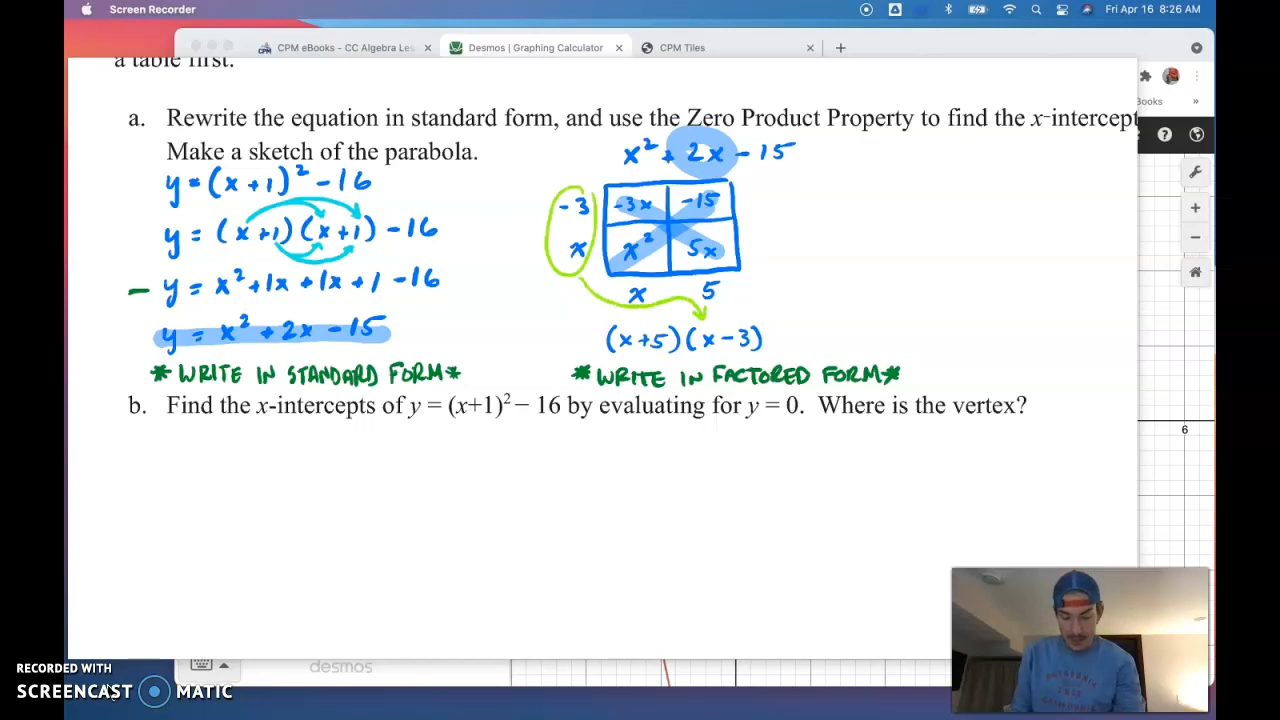 Screen Recorder
Fri Apr 16 8:26 AM
CPM eBooks - CC Algebra Les
Desmos | Graphing Calculator
CPM Tiles
a table first.
Books
a. Rewrite the equation in standard form, and use the Zero Product Property to find the x-intercept
Make a sketch of the parabola.
x² + 2x - 15
y = (x+1)² - 16
-3 -3x -15
y = (x+1)(x+1) - 16
x x² 5x
- y = x² + 1x + 1x + 1 - 16
x 5
y = x² + 2x - 15
(x+5)(x-3)
*WRITE IN STANDARD FORM*
*WRITE IN FACTORED FORM*
b. Find the x-intercepts of y = (x+1)² − 16 by evaluating for y = 0. Where is the vertex?
6
desmos
RECORDED WITH
SCREENCAST MATIC